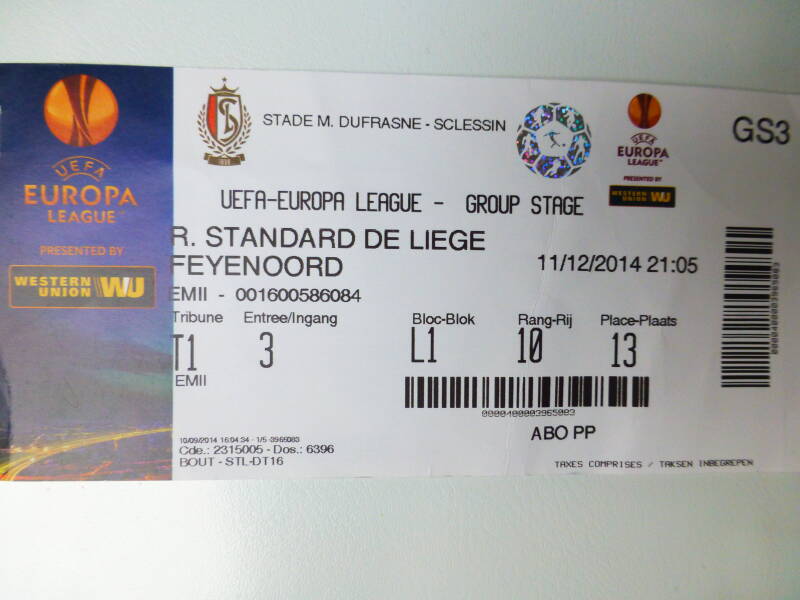 UEFA
EUROPA
LEAGUE
PRESENTED BY
WESTERN UNION WU
STADE M. DUFRASNE - SCLESSIN
UEFA
EUROPA
LEAGUE
PRESENTED BY
WESTERN UNION WU
GS3
UEFA-EUROPA LEAGUE - GROUP STAGE
R. STANDARD DE LIEGE
FEYENOORD
11/12/2014 21:05
EMII - 001600586084
Tribune Entree/Ingang Bloc-Blok Rang-Rij Place-Plaats
T1 3 L1 10 13
EMII
0000400003965083
0000400003965083
ABO PP
10/09/2014 16:04:34 - 1/5 -3965083
Cde.: 2315005 - Dos.: 6396
BOUT - STL-DT16
TAXES COMPRISES / TAKSEN INBEGREPEN